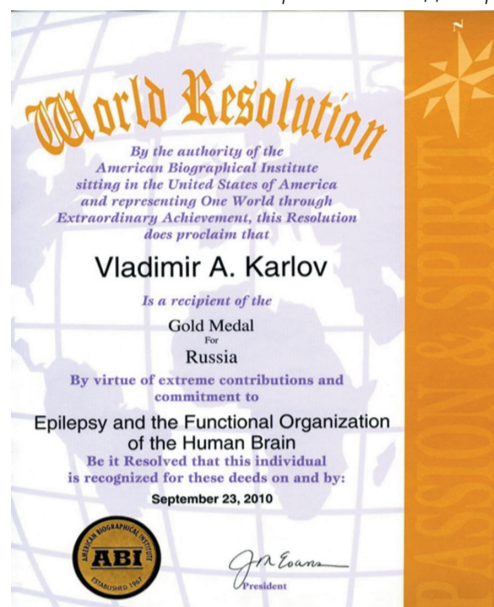 N
World Resolution
By the authority of the
American Biographical Institute
sitting in the United States of America
and representing One World through
Extraordinary Achievement, this Resolution
does proclaim that
Vladimir A. Karlov
Is a recipient of the
Gold Medal
For
Russia
By virtue of extreme contributions and
commitment to
Epilepsy and the Functional Organization
of the Human Brain
Be it Resolved that this individual
is recognized for these deeds on and by:
September 23, 2010
AMERICAN BIOGRAPHICAL INSTITUTE
ABI
ESTABLISHED 1967
JM Evans
President
PASSION & SPIRIT